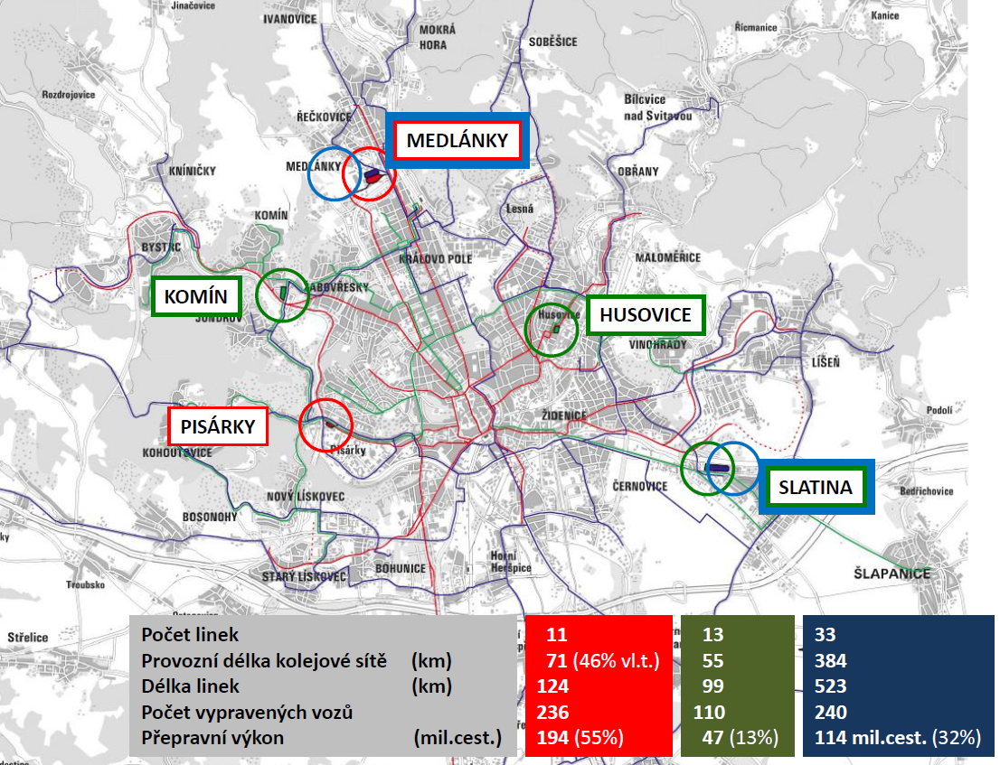 Jinačovice
IVANOVICE
MOKRÁ
HORA
SOBĚŠICE
Kanice
Řícmanice
Rozdrojovice
Bílcvice
nad Svitavou
ŘEČKOVICE
MEDLÁNKY
MEDLÁNKY
KNÍNIČKY
OBŘANY
Lesná
KOMÍN
BYSTRC
KRÁLOVO POLE
MALOMĚŘICE
KOMÍN
ABOVŘESKY
JUNDROV
Husovice
HUSOVICE
VINOHRADY
LÍŠEŇ
ŽIDENICE
Podolí
PISÁRKY
Pisárky
KOHOUTOVICE
SLATINA
ČERNOVICE
Bedřichovice
NOVÝ LÍSKOVEC
BOSONOHY
ky
Horní
Heršpice
BOHUNICE
STARÝ LÍSKOVEC
ŠLAPANICE
Troubsko
Střelice
Počet linek 11 13 33
Provozní délka kolejové sítě (km) 71 (46% vl.t.) 55 384
Délka linek (km) 124 99 523
Počet vypravených vozů 236 110 240
Přepravní výkon (mil.cest.) 194 (55%) 47 (13%) 114 mil.cest. (32%)